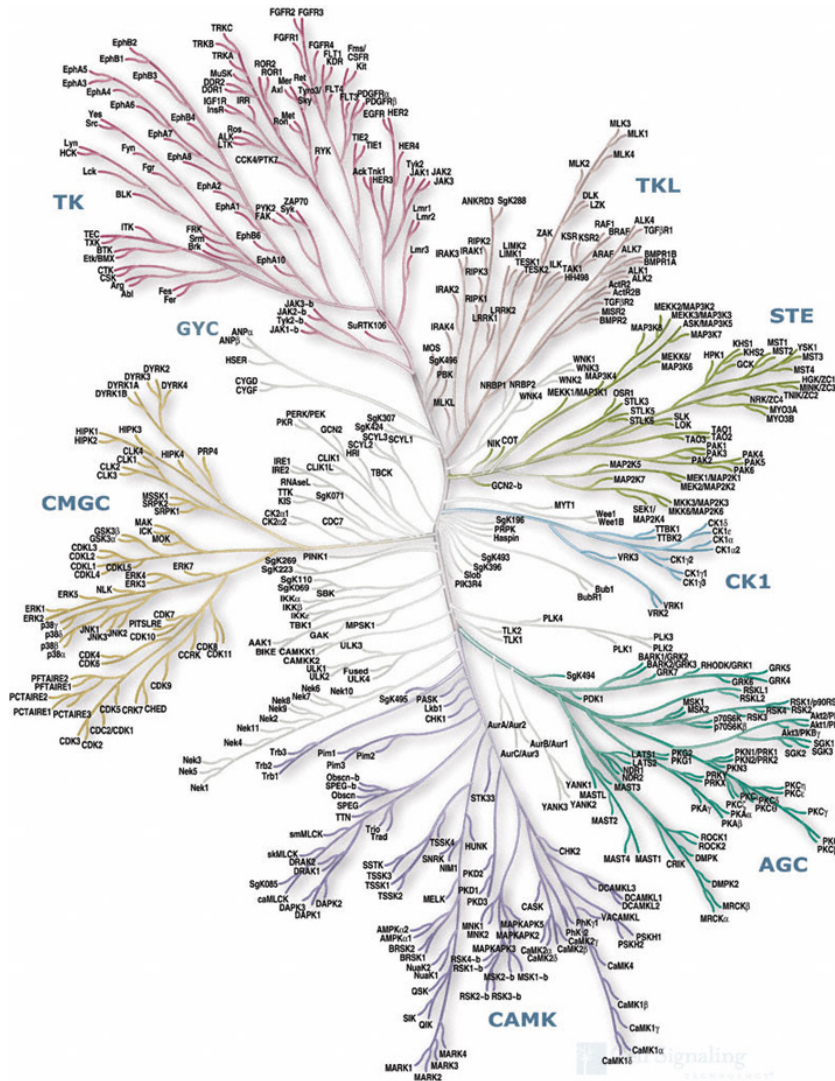 EphB2
EphB1
EphA5
EphA3
EphB3
EphA4
EphA6
Yes
Src
EphB4
EphA7
Lyn
HCK
Fyn
EphA8
Fgr
Lck
EphA2
BLK
EphA1
TK
ITK
FRK
Srm
Brk
EphB6
TEC
TXK
BTK
Etk/BMX
EphA10
CTK
CSK
Arg
Abl
Fes
Fer
PYK2
FAK
ZAP70
Syk
TRKC
TRKB
TRKA
MuSK
ROR2
ROR1
DDR2
DDR1
IGF1R
InsR
IRR
Ros
ALK
LTK
CCK4/PTK7
Axl
Mer
Tyro3/
Sky
Met
Ron
Ret
RYK
FGFR2
FGFR3
FGFR1
FGFR4
FLT1
KDR
Fms/
CSFR
Kit
FLT4
FLT3
PDGFRα
PDGFRβ
EGFR
HER2
TIE2
TIE1
HER4
Ack
Tnk1
HER3
Tyk2
JAK1
JAK2
JAK3
Lmr1
Lmr2
Lmr3
JAK3~b
JAK2~b
Tyk2~b
JAK1~b
SuRTK106
GYC
ANPα
ANPβ
HSER
CYGD
CYGF
TKL
MLK3
MLK1
MLK4
MLK2
DLK
LZK
ANKRD3
SgK288
ZAK
RIPK2
IRAK3
IRAK1
LIMK2
LIMK1
TESK1
TESK2
ILK
KSR
KSR2
RAF1
BRAF
ARAF
TAK1
HH498
ALK4
TGFβR1
ALK7
BMPR1B
BMPR1A
ALK1
ALK2
ActR2
ActR2B
TGFβR2
MISR2
BMPR2
RIPK3
IRAK2
RIPK1
LRRK2
LRRK1
IRAK4
MOS
SgK496
PBK
MLKL
NRBP1
NRBP2
WNK1
WNK3
WNK2
WNK4
STE
MEKK2/MAP3K2
MEKK3/MAP3K3
ASK/MAP3K5
MAP3K8
MAP3K7
MEKK6/
MAP3K6
MAP3K4
MEKK1/MAP3K1
KHS1
KHS2
MST1
MST2
YSK1
MST3
HPK1
GCK
MST4
HGK/ZC1
MINK/ZC3
TNIK/ZC2
NRK/ZC4
MYO3A
MYO3B
OSR1
STLK3
STLK5
STLK6
SLK
LOK
TAO1
TAO2
TAO3
PAK1
PAK3
PAK2
PAK4
PAK5
PAK6
NIK
COT
GCN2~b
MAP2K5
MAP2K7
MEK1/MAP2K1
MEK2/MAP2K2
MKK3/MAP2K3
MKK6/MAP2K6
SEK1/
MAP2K4
MYT1
Wee1
Wee1B
SgK196
PRPK
Haspin
TTBK1
TTBK2
CK1δ
CK1ε
CK1α
CK1α2
VRK3
CK1γ2
CK1γ1
CK1γ3
VRK1
VRK2
CK1
SgK493
SgK396
Slob
PIK3R4
Bub1
BubR1
DYRK2
DYRK3
DYRK4
DYRK1A
DYRK1B
HIPK1
HIPK2
HIPK3
HIPK4
PRP4
CLK4
CLK1
CLK2
CLK3
MSSK1
SRPK2
SRPK1
CMGC
GSK3β
GSK3α
MAK
ICK
MOK
CDKL3
CDKL2
CDKL1
CDKL4
CDKL5
ERK7
ERK4
ERK3
NLK
ERK5
ERK1
ERK2
p38γ
p38δ
p38β
p38α
JNK1
JNK2
JNK3
CDK7
PITSLRE
CDK10
CDK4
CDK6
CCRK
CDK8
CDK11
CDK9
PFTAIRE2
PFTAIRE1
PCTAIRE2
PCTAIRE1
PCTAIRE3
CDK5
CRK7
CHED
CDC2/CDK1
CDK3
CDK2
PERK/PEK
PKR
GCN2
SgK307
SgK424
SCYL3
SCYL1
SCYL2
HRI
CLIK1
CLIK1L
IRE1
IRE2
TBCK
RNAseL
TTK
KIS
SgK071
CK2α1
CK2α2
CDC7
SgK269
SgK223
PINK1
SgK110
SgK069
SBK
IKKα
IKKβ
IKKε
TBK1
MPSK1
GAK
AAK1
BIKE
CAMKK1
CAMKK2
ULK3
ULK1
ULK2
Fused
ULK4
Nek6
Nek7
Nek10
Nek8
Nek9
Nek2
Nek11
Nek4
Nek3
Nek5
Nek1
PLK4
TLK2
TLK1
PLK3
PLK1
PLK2
SgK495
PASK
Lkb1
CHK1
AurA/Aur2
AurB/Aur1
AurC/Aur3
Trb3
Trb2
Trb1
Pim1
Pim2
Pim3
Obscn~b
SPEG~b
Obscn
SPEG
TTN
STK33
smMLCK
Trio
Trad
skMLCK
DRAK2
DRAK1
SgK085
caMLCK
DAPK3
DAPK2
DAPK1
TSSK4
SSTK
TSSK3
TSSK1
TSSK2
SNRK
NIM1
HUNK
MELK
PKD2
PKD1
PKD3
CHK2
CASK
DCAMKL3
DCAMKL1
DCAMKL2
VACAMKL
PhKγ1
PhKγ2
PSKH1
PSKH2
MNK1
MNK2
MAPKAPK5
MAPKAPK2
MAPKAPK3
CaMK2γ
CaMK2α
CaMK2β
CaMK2δ
AMPKα2
AMPKα1
BRSK2
BRSK1
NuaK2
NuaK1
QSK
SIK
QIK
MARK4
MARK1
MARK3
MARK2
RSK4~b
RSK1~b
MSK2~b
MSK1~b
RSK2~b
RSK3~b
CaMK4
CaMK1β
CaMK1γ
CaMK1α
CaMK1δ
CAMK
BARK1/GRK2
BARK2/GRK3
RHODK/GRK1
GRK5
SgK494
GRK7
GRK6
GRK4
PDK1
RSKL1
RSKL2
MSK1
MSK2
RSK1/p90RS
RSK4
RSK2
p70S6K
RSK3
p70S6Kβ
Akt2/P
Akt1/P
Akt3/PKBγ
SGK1
SGK2
SGK3
LATS1
LATS2
PKG2
PKG1
PKN1/PRK1
PKN2/PRK2
PKN3
NDR1
NDR2
YANK1
MASTL
MAST3
PRKY
PRKX
YANK3
YANK2
MAST2
MAST4
MAST1
PKAγ
PKAα
PKAβ
PKCγ
ROCK1
ROCK2
CRIK
DMPK
DMPK2
MRCKβ
MRCKα
AGC
Signaling